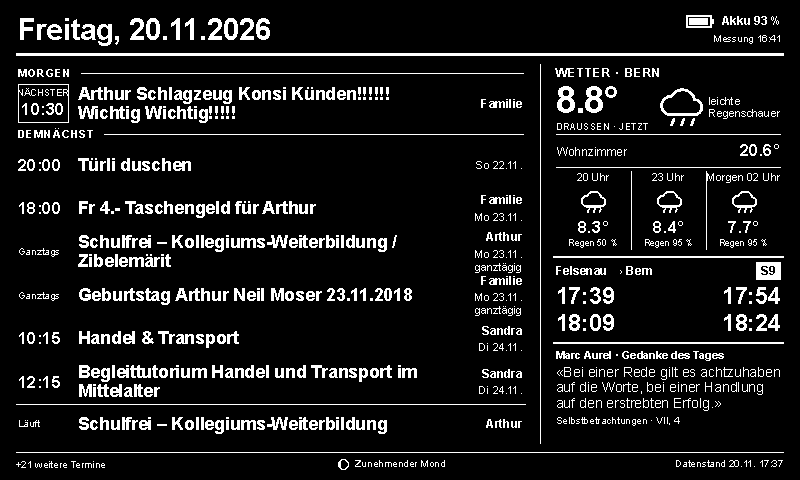 Freitag, 20.11.2026
Akku 93 %
Messung 16:41
MORGEN
NÄCHSTER
10:30
Arthur Schlagzeug Konsi Künden!!!!!!
Wichtig Wichtig!!!!!
Familie
DEMNÄCHST
20:00
Türli duschen
So 22.11.
18:00
Fr 4.- Taschengeld für Arthur
Familie
Mo 23.11.
Ganztags
Schulfrei – Kollegiums-Weiterbildung /
Zibelemärit
Arthur
Mo 23.11.
ganztägig
Ganztags
Geburtstag Arthur Neil Moser 23.11.2018
Familie
Mo 23.11.
ganztägig
10:15
Handel & Transport
Sandra
Di 24.11.
12:15
Begleittutorium Handel und Transport im
Mittelalter
Sandra
Di 24.11.
Läuft
Schulfrei – Kollegiums-Weiterbildung
Arthur
WETTER · BERN
8.8°
DRAUSSEN · JETZT
leichte
Regenschauer
Wohnzimmer
20.6°
20 Uhr
8.3°
Regen 50 %
23 Uhr
8.4°
Regen 95 %
Morgen 02 Uhr
7.7°
Regen 95 %
Felsenau → Bern
S9
17:39 17:54
18:09 18:24
Marc Aurel · Gedanke des Tages
«Bei einer Rede gilt es achtzuhaben
auf die Worte, bei einer Handlung
auf den erstrebten Erfolg.»
Selbstbetrachtungen · VII, 4
+21 weitere Termine
Zunehmender Mond
Datenstand 20.11. 17:37